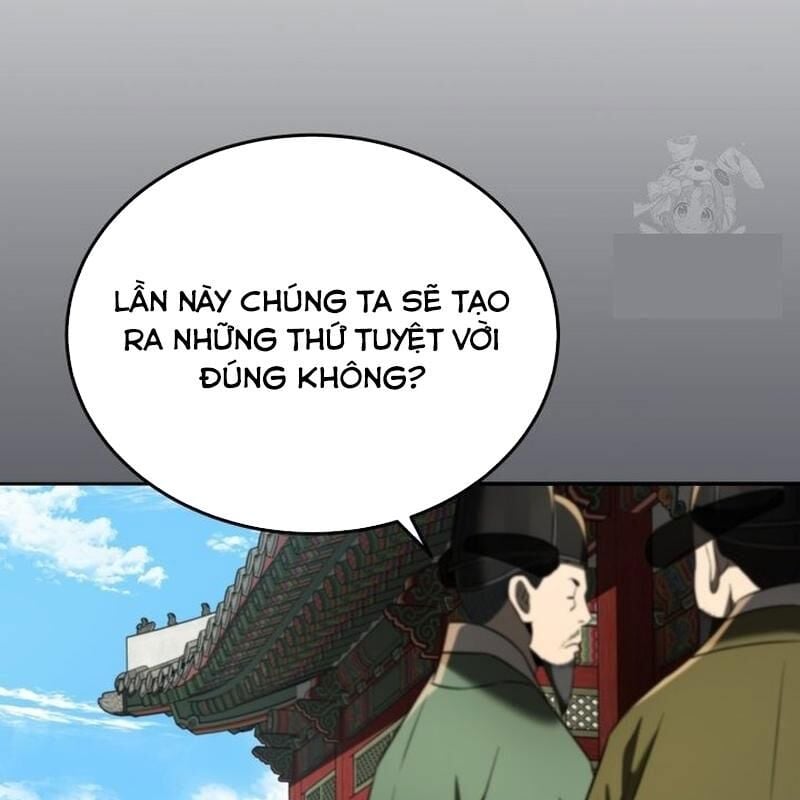 LẦN NÀY CHÚNG TA SẼ TẠO
RA NHỮNG THỨ TUYỆT VỜI
ĐÚNG KHÔNG?